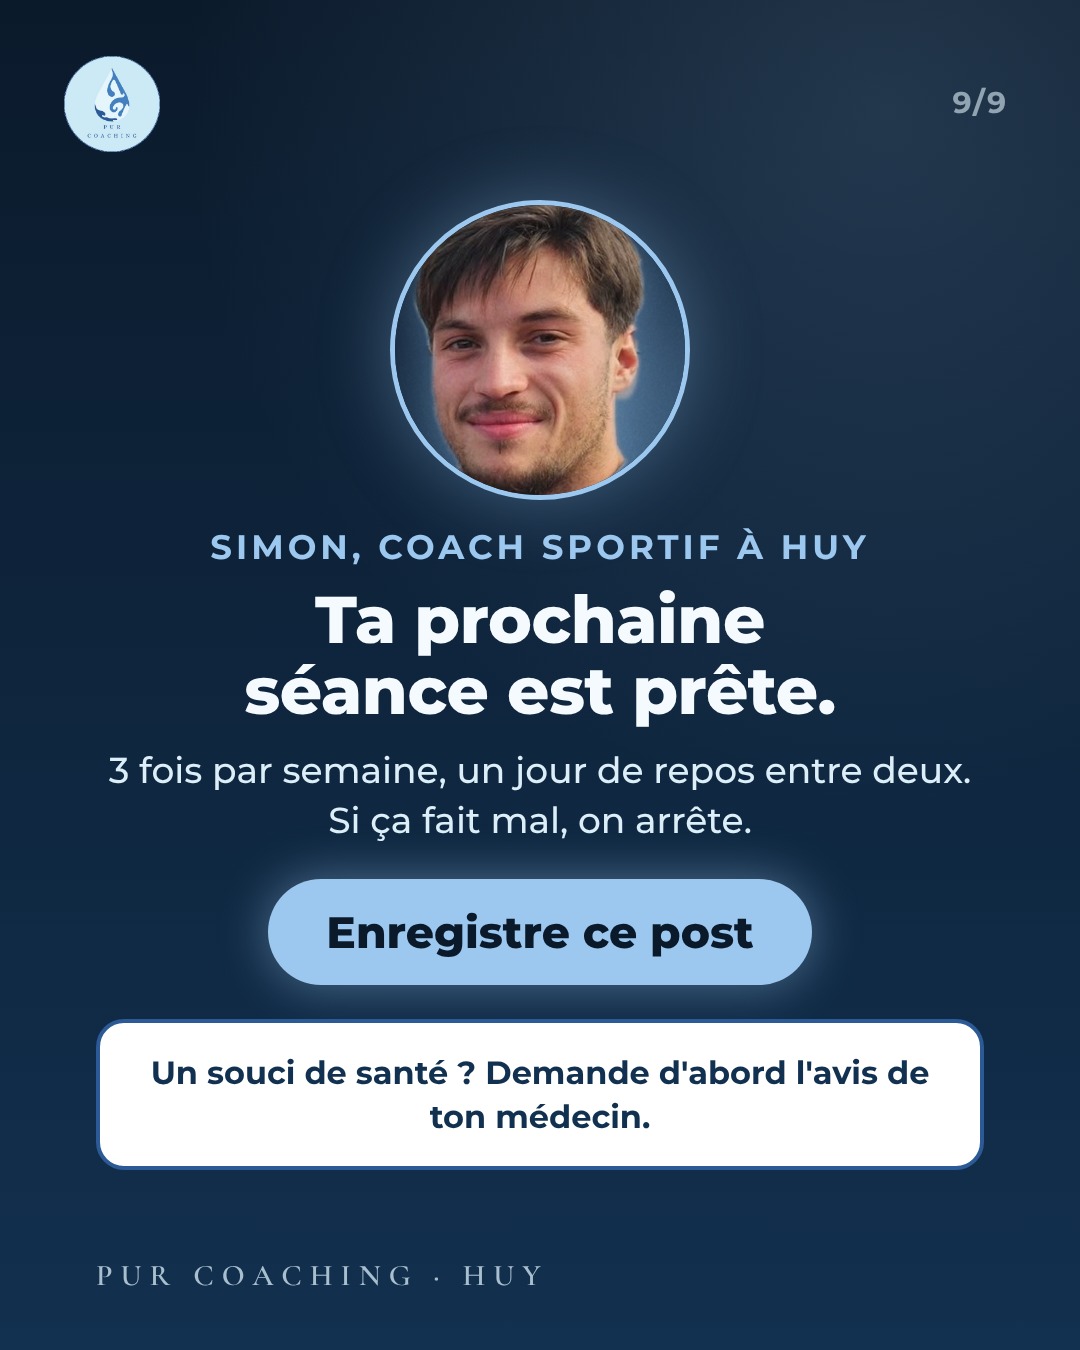 PUR
COACHING
9/9
SIMON, COACH SPORTIF À HUY
Ta prochaine
séance est prête.
3 fois par semaine, un jour de repos entre deux.
Si ça fait mal, on arrête.
Enregistre ce post
Un souci de santé ? Demande d'abord l'avis de
ton médecin.
PUR COACHING · HUY